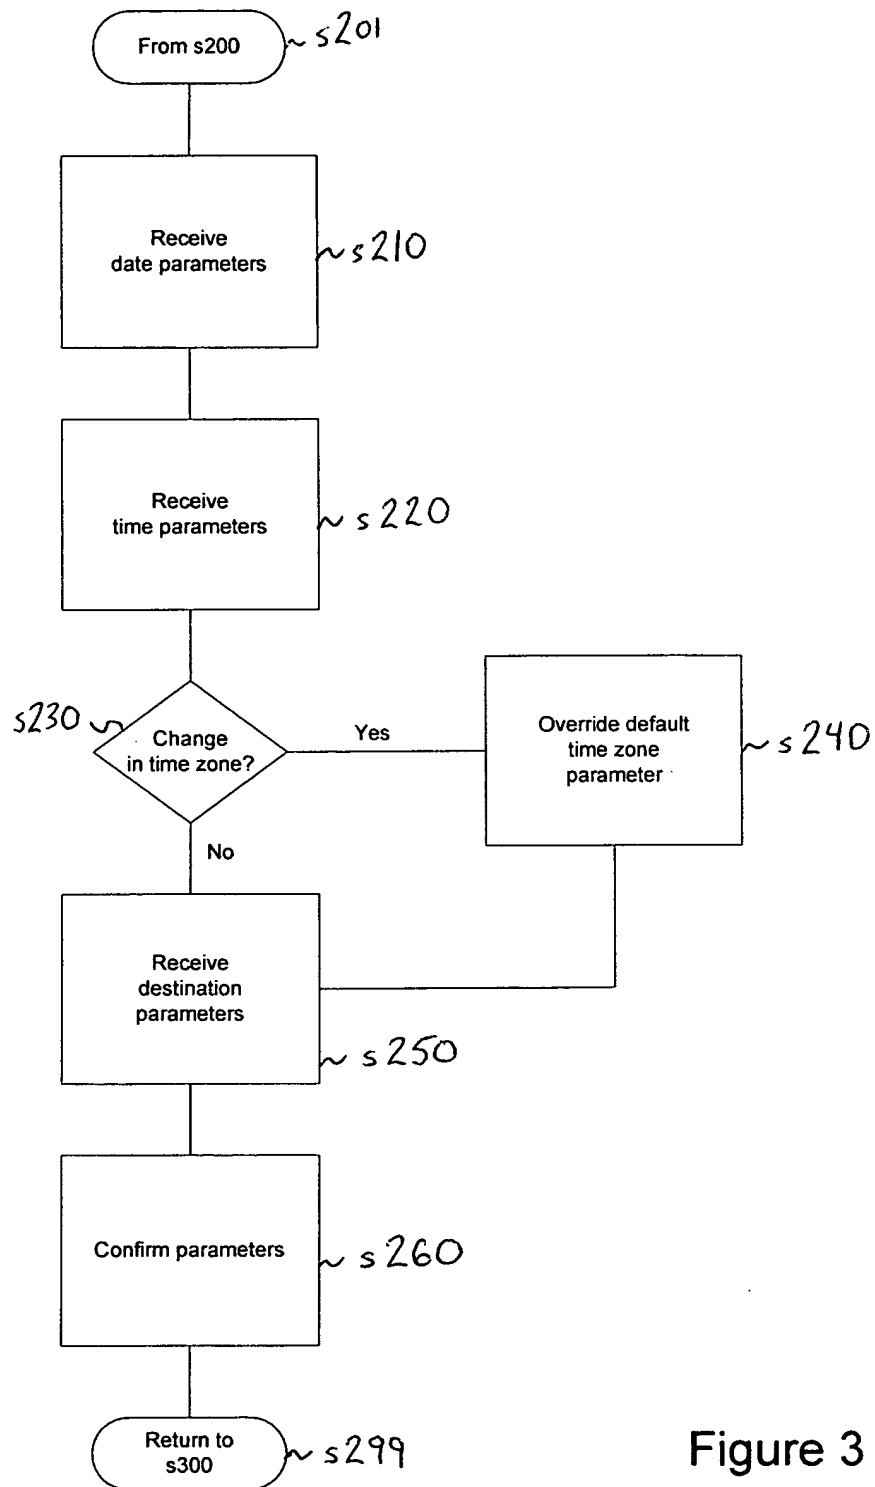 From s200
s201
Receive
date parameters
s210
Receive
time parameters
s220
s230
Change
in time zone?
Yes
Override default
time zone
parameter
s240
No
Receive
destination
parameters
s250
Confirm parameters
s260
Return to
s300
s299
Figure 3